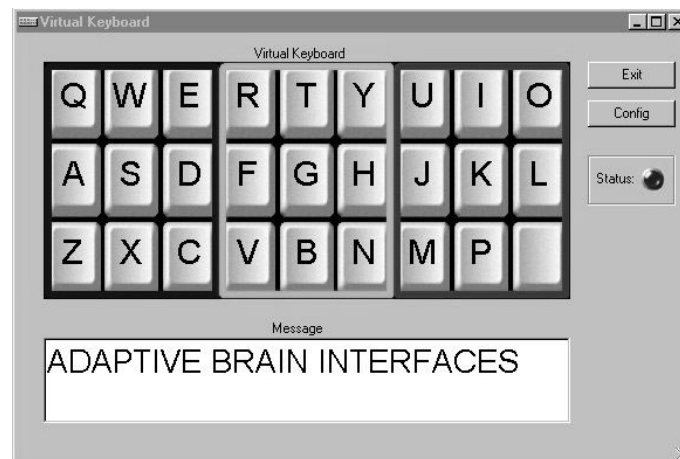 Virtual Keyboard
Virtual Keyboard
Q W E R T Y U I O
A S D F G H J K L
Z X C V B N M P
Exit
Config
Status:
Message
ADAPTIVE BRAIN INTERFACES